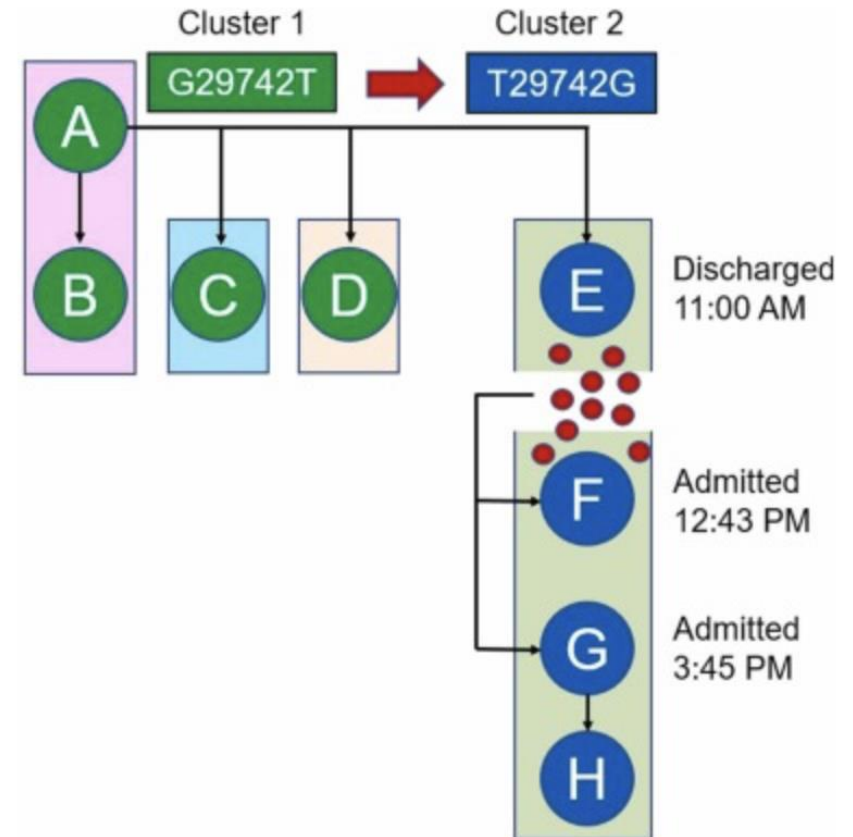 Cluster 1
Cluster 2
G29742T
T29742G
A
B
C
D
E
Discharged
11:00 AM
F
Admitted
12:43 PM
G
Admitted
3:45 PM
H